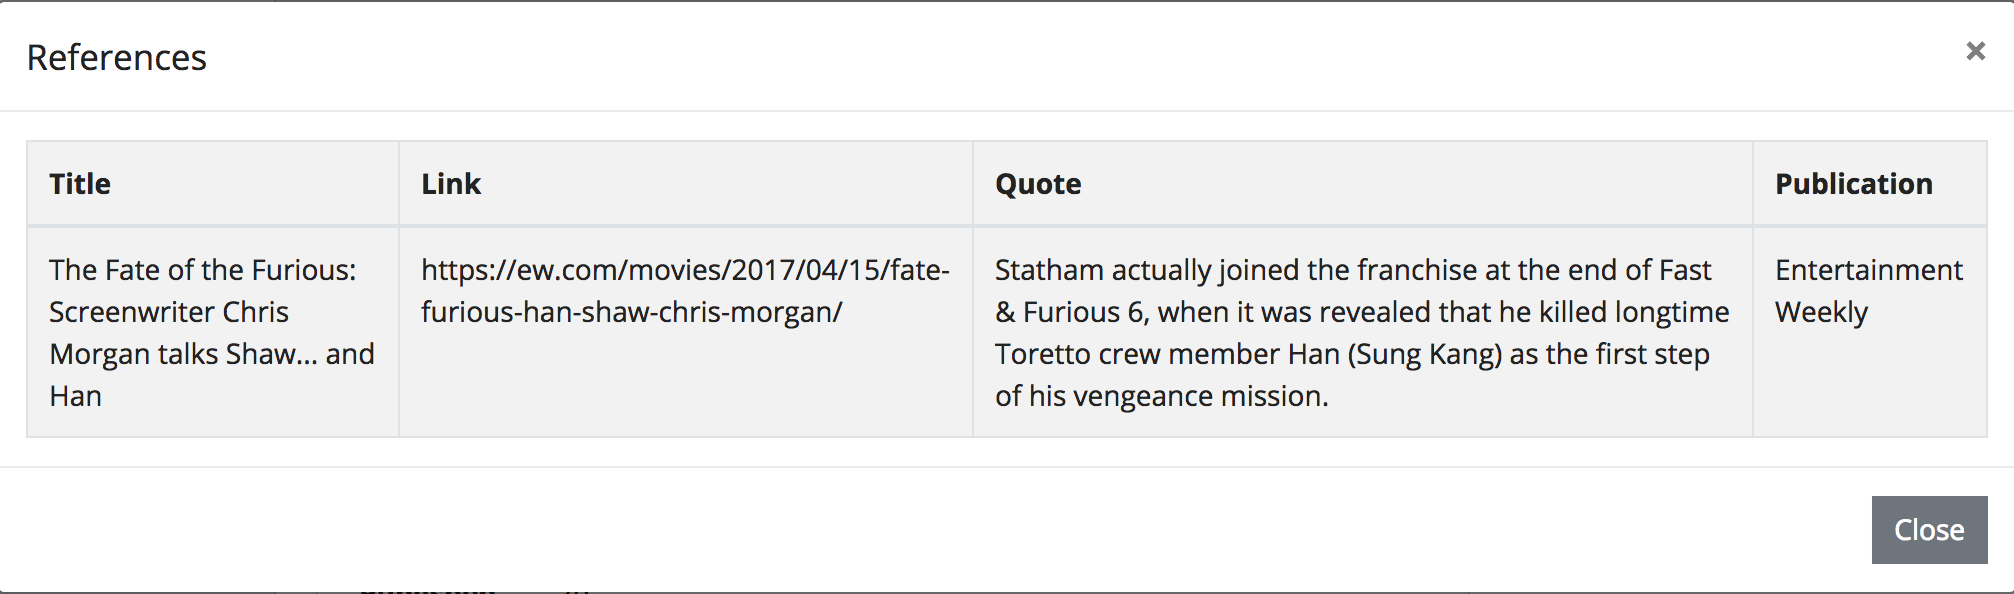 References
×
Title
Link
Quote
Publication
The Fate of the Furious:
Screenwriter Chris
Morgan talks Shaw... and
Han
https://ew.com/movies/2017/04/15/fate-
furious-han-shaw-chris-morgan/
Statham actually joined the franchise at the end of Fast
& Furious 6, when it was revealed that he killed longtime
Toretto crew member Han (Sung Kang) as the first step
of his vengeance mission.
Entertainment
Weekly
Close